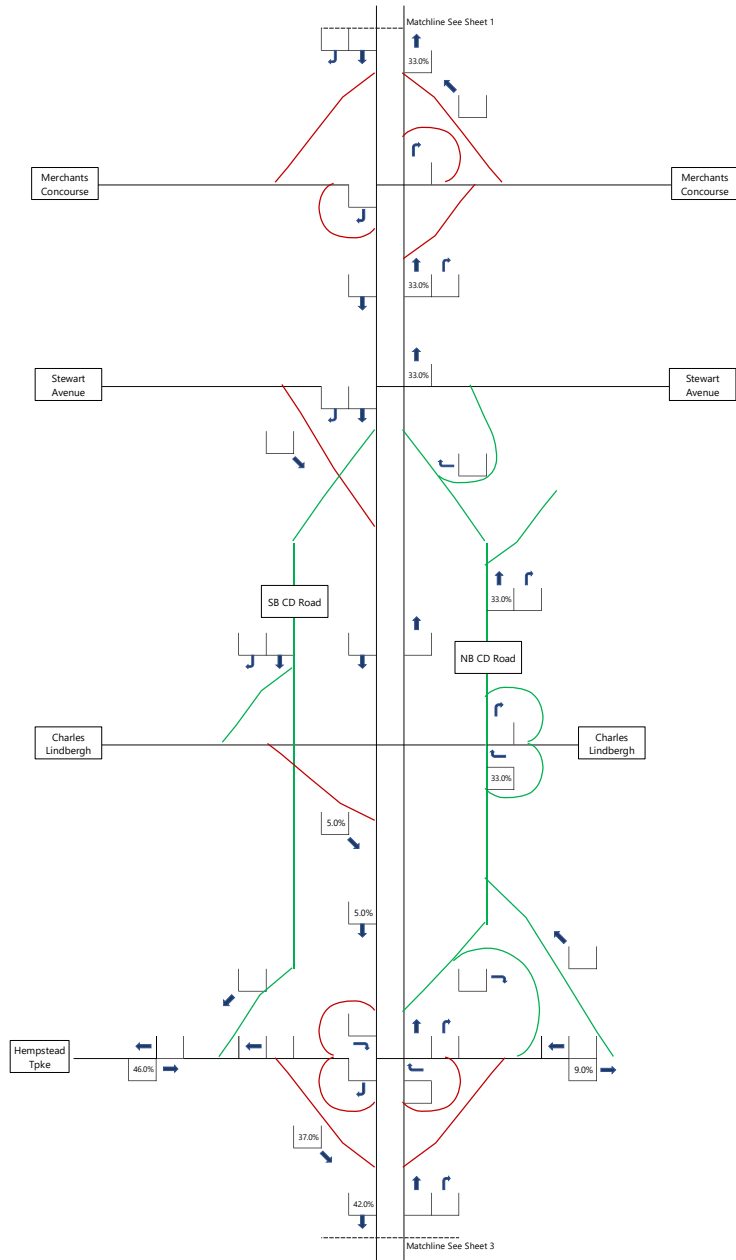 Matchline See Sheet 1
33.0%
Merchants
Concourse
Merchants
Concourse
33.0%
33.0%
Stewart
Avenue
Stewart
Avenue
33.0%
SB CD Road
NB CD Road
Charles
Lindbergh
Charles
Lindbergh
33.0%
5.0%
5.0%
Hempstead
Tpke
46.0%
9.0%
37.0%
42.0%
Matchline See Sheet 3